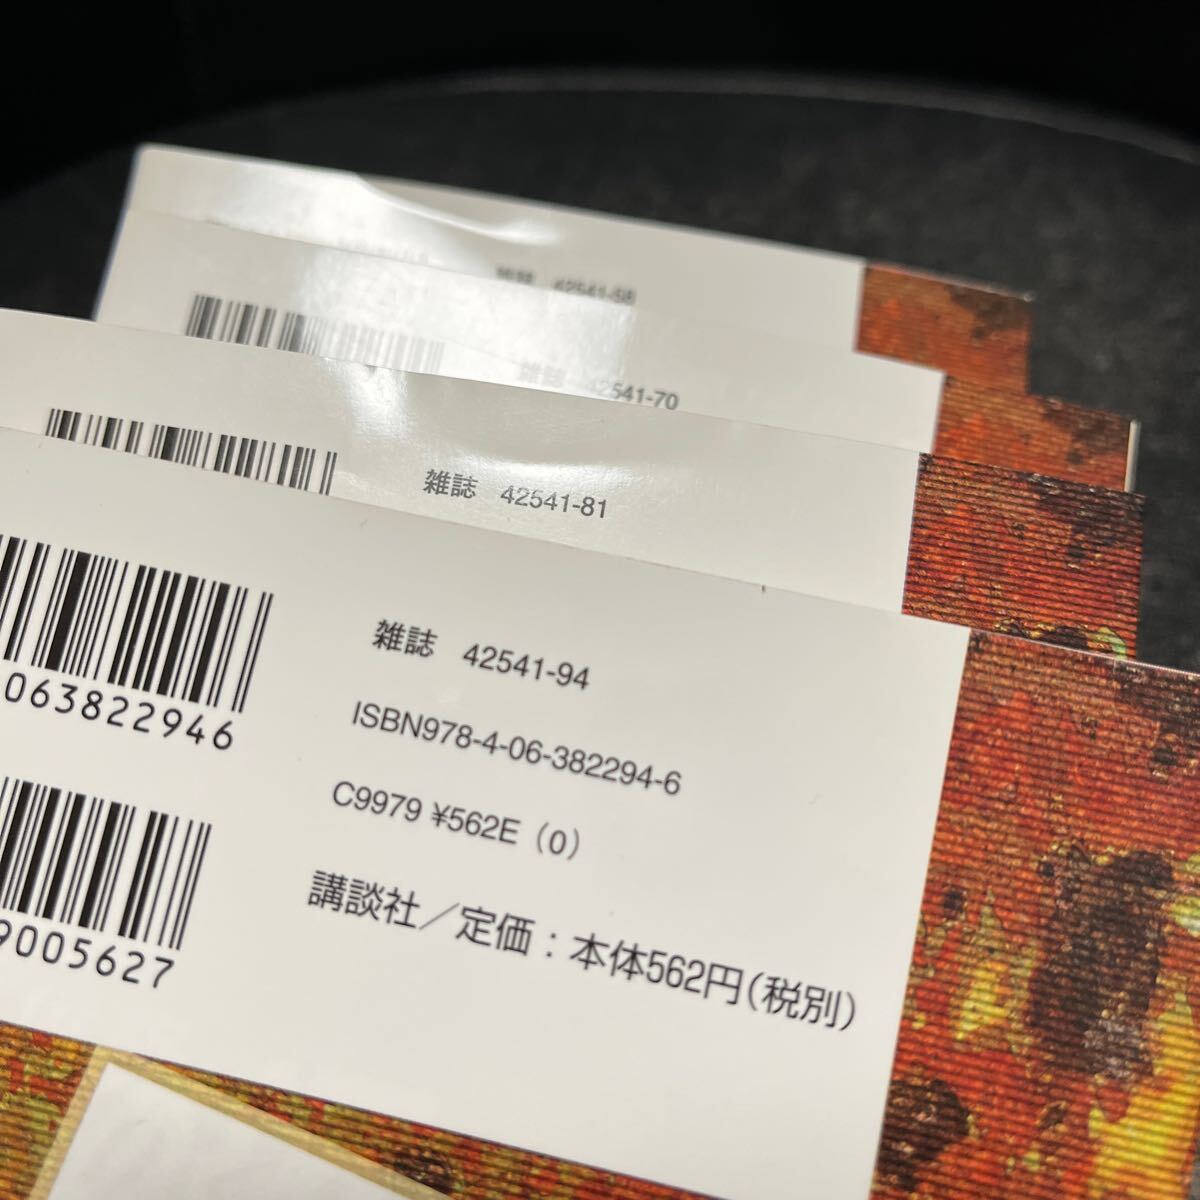 雑誌 42541-58
雑誌 42541-70
雑誌 42541-81
雑誌 42541-94
063822946
ISBN978-4-06-382294-6
C9979 ¥562E (0)
9005627
講談社／定価：本体562円(税別)